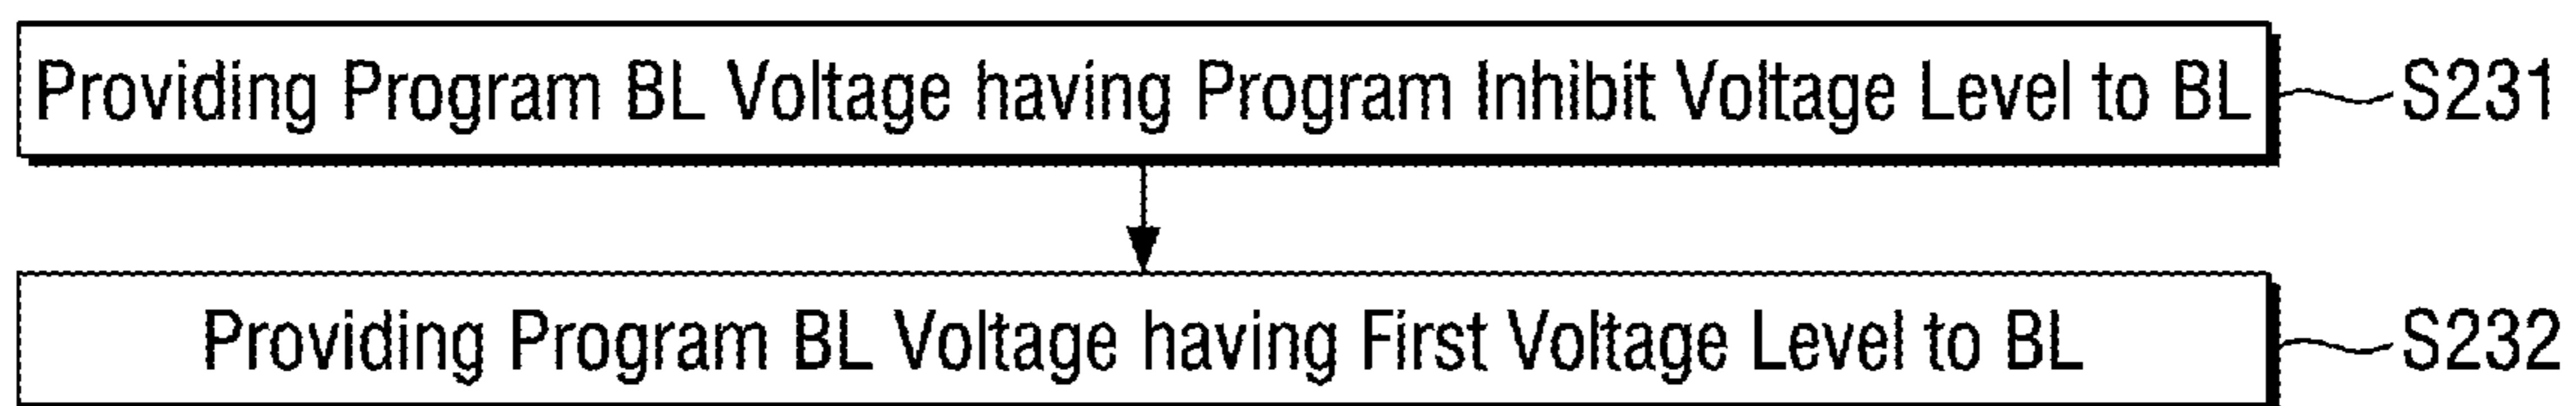 Providing Program BL Voltage having Program Inhibit Voltage Level to BL S231
Providing Program BL Voltage having First Voltage Level to BL S232